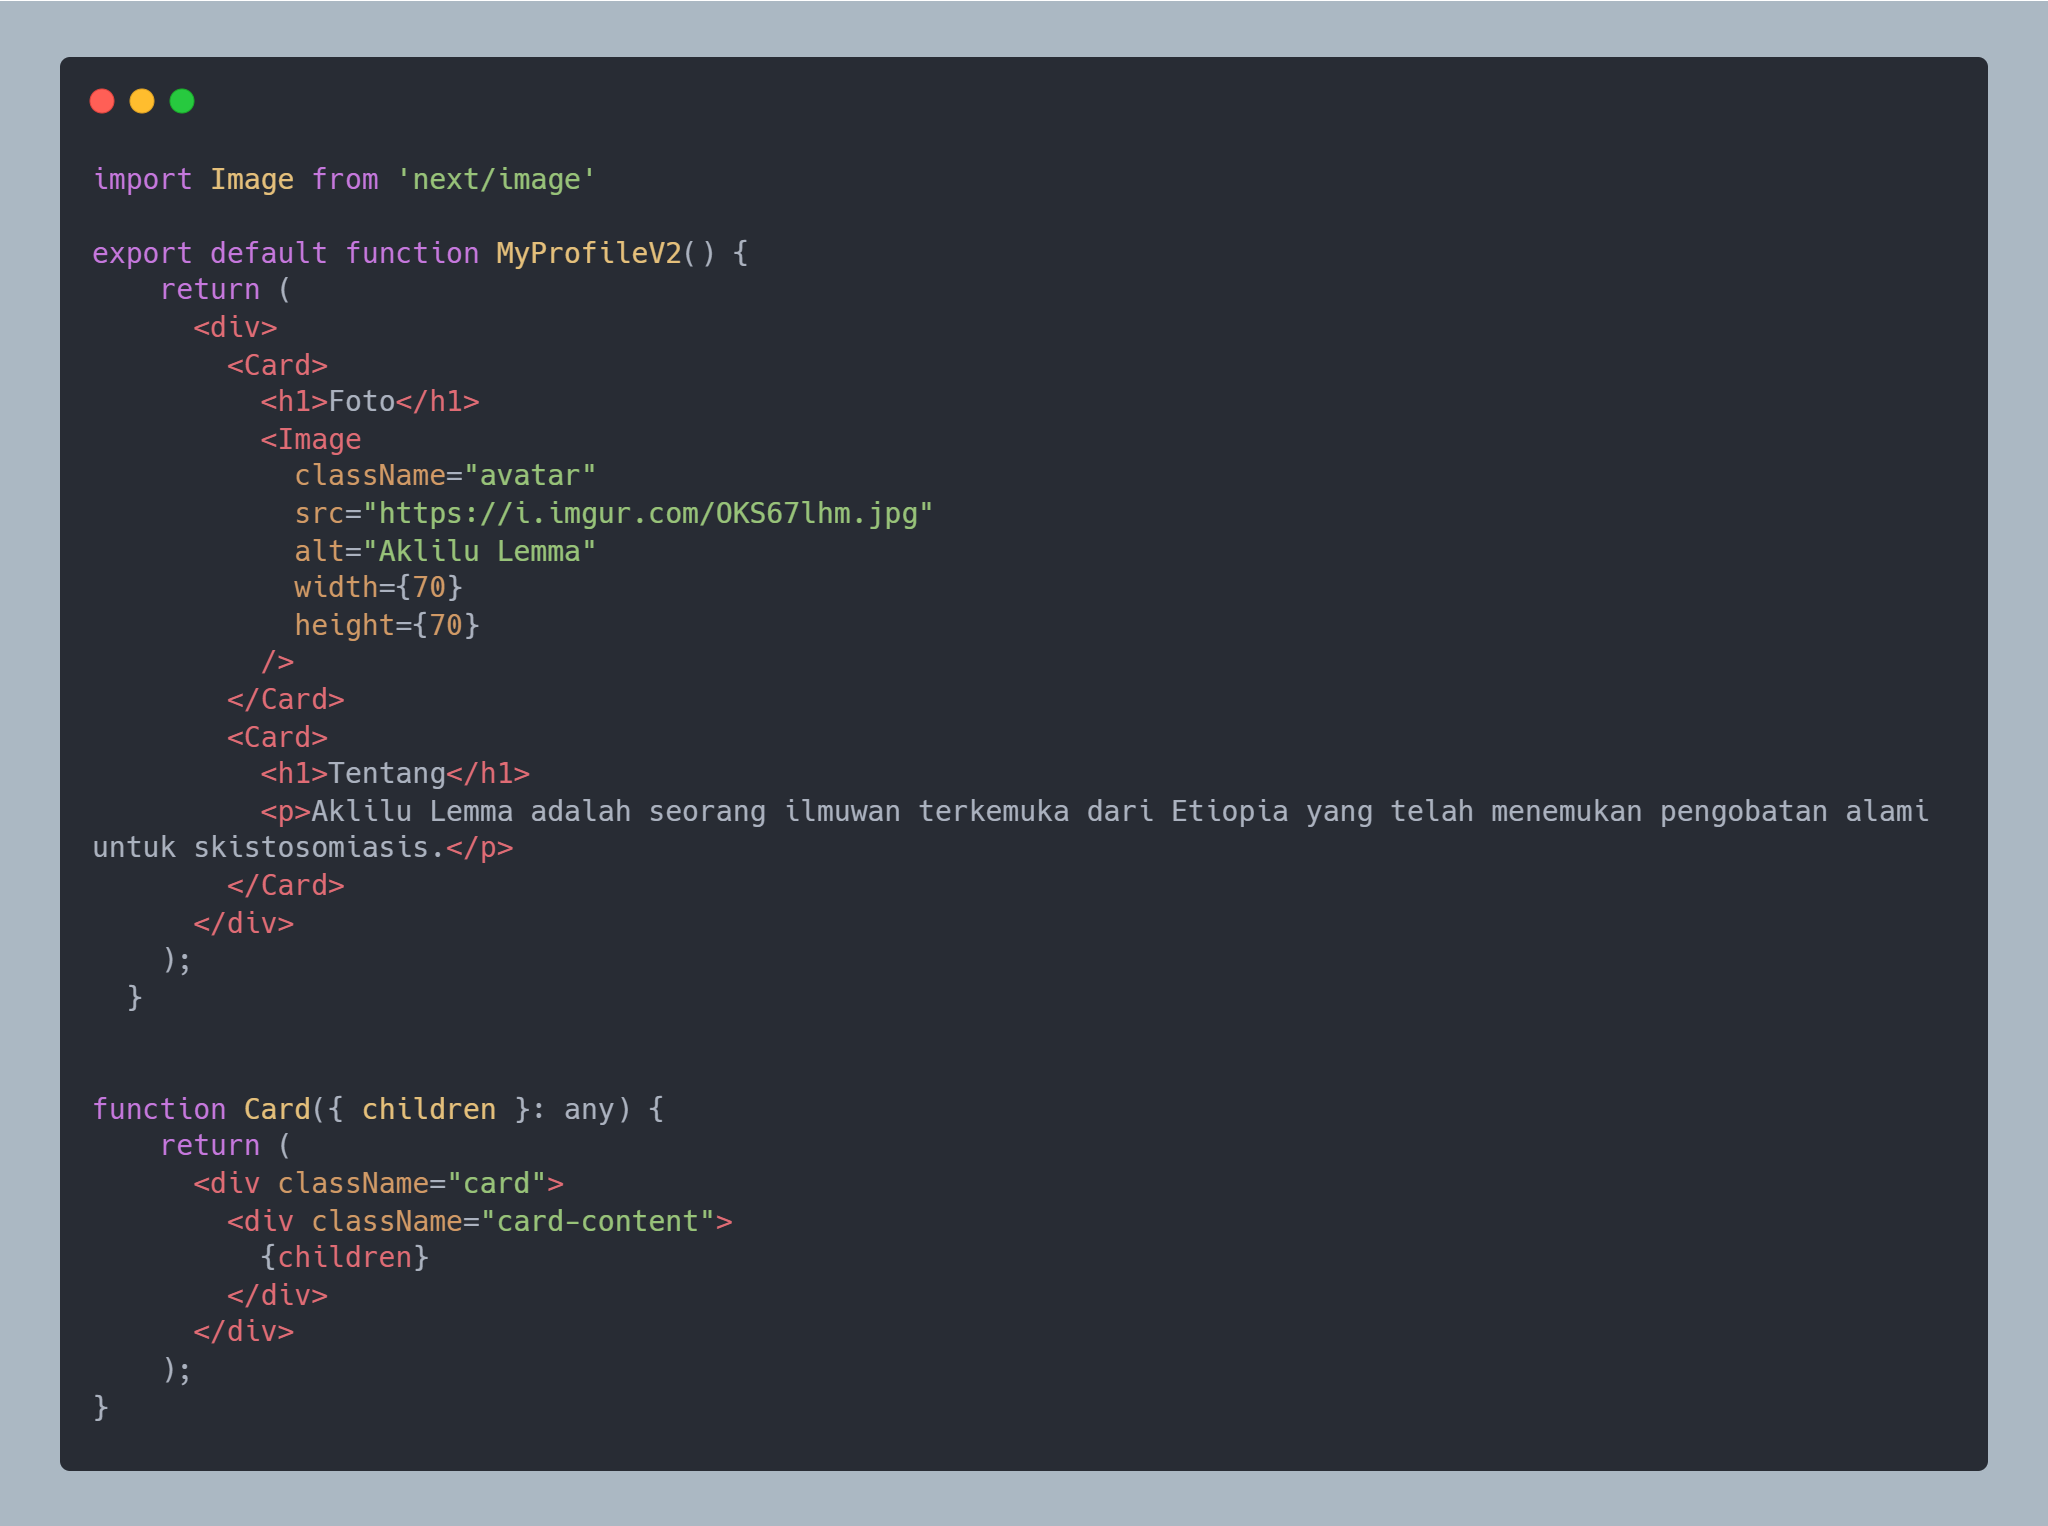 import Image from 'next/image'

export default function MyProfileV2() {
    return (
      <div>
        <Card>
          <h1>Foto</h1>
          <Image
            className="avatar"
            src="https://i.imgur.com/OKS67lhm.jpg"
            alt="Aklilu Lemma"
            width={70}
            height={70}
          />
        </Card>
        <Card>
          <h1>Tentang</h1>
          <p>Aklilu Lemma adalah seorang ilmuwan terkemuka dari Etiopia yang telah menemukan pengobatan alami
untuk skistosomiasis.</p>
        </Card>
      </div>
    );
  }


function Card({ children }: any) {
    return (
      <div className="card">
        <div className="card-content">
          {children}
        </div>
      </div>
    );
}